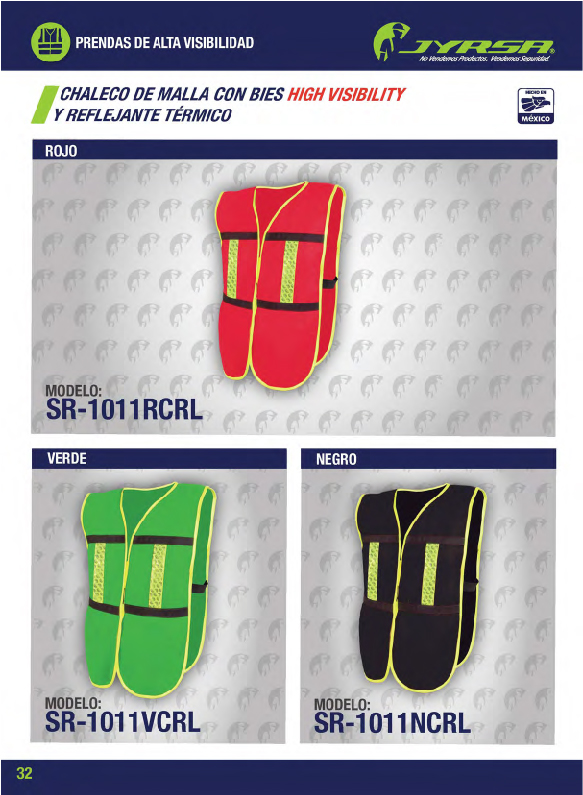 PRENDAS DE ALTA VISIBILIDAD
JYRSA®
No Vendemos Productos. Vendemos Seguridad.
CHALECO DE MALLA CON BIES HIGH VISIBILITY
Y REFLEJANTE TÉRMICO
HECHO EN
MÉXICO
ROJO
MODELO:
SR-1011RCRL
VERDE
MODELO:
SR-1011VCRL
NEGRO
MODELO:
SR-1011NCRL
32